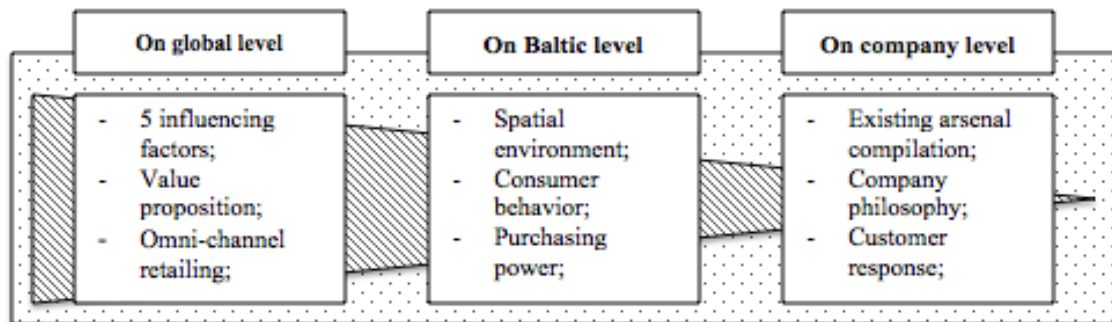 On global level
- 5 influencing
factors;
- Value
proposition;
- Omni-channel
retailing;
On Baltic level
- Spatial
environment;
- Consumer
behavior;
- Purchasing
power;
On company level
- Existing arsenal
compilation;
- Company
philosophy;
- Customer
response;